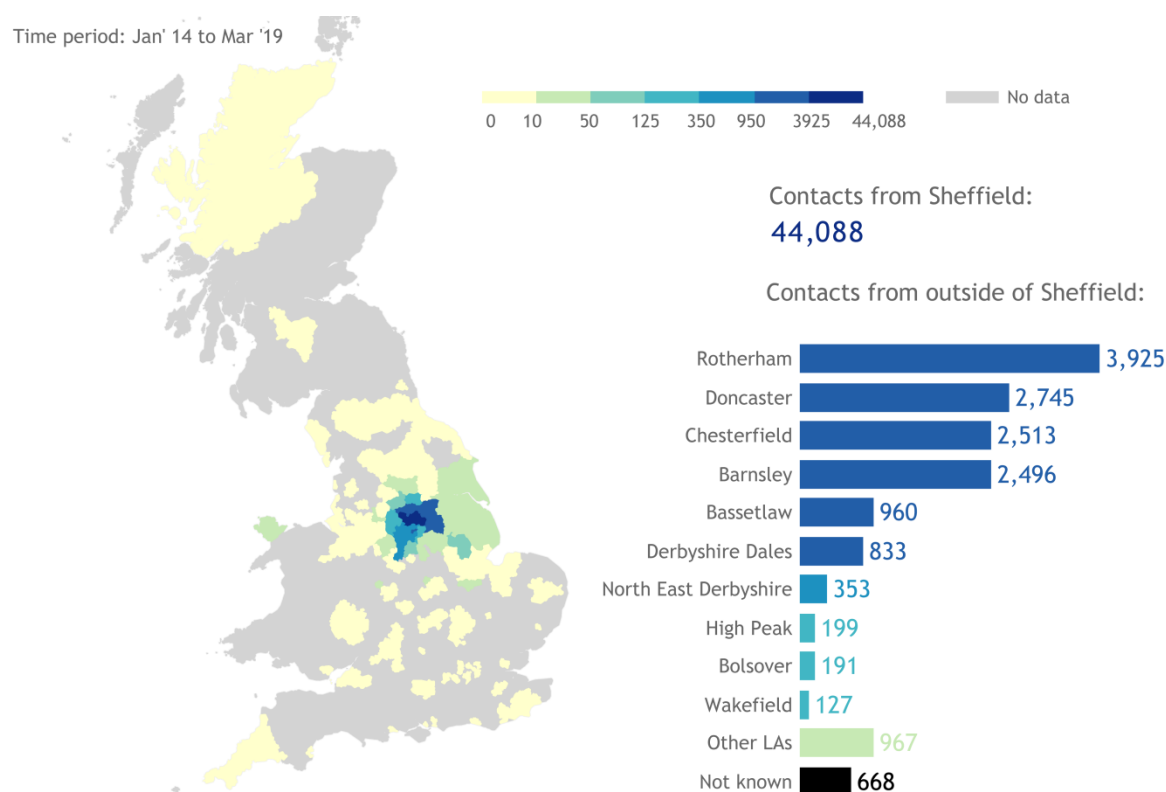 Time period: Jan' 14 to Mar '19
0 10 50 125 350 950 3925 44,088
No data
Contacts from Sheffield:
44,088
Contacts from outside of Sheffield:
Rotherham 3,925
Doncaster 2,745
Chesterfield 2,513
Barnsley 2,496
Bassetlaw 960
Derbyshire Dales 833
North East Derbyshire 353
High Peak 199
Bolsover 191
Wakefield 127
Other LAs 967
Not known 668